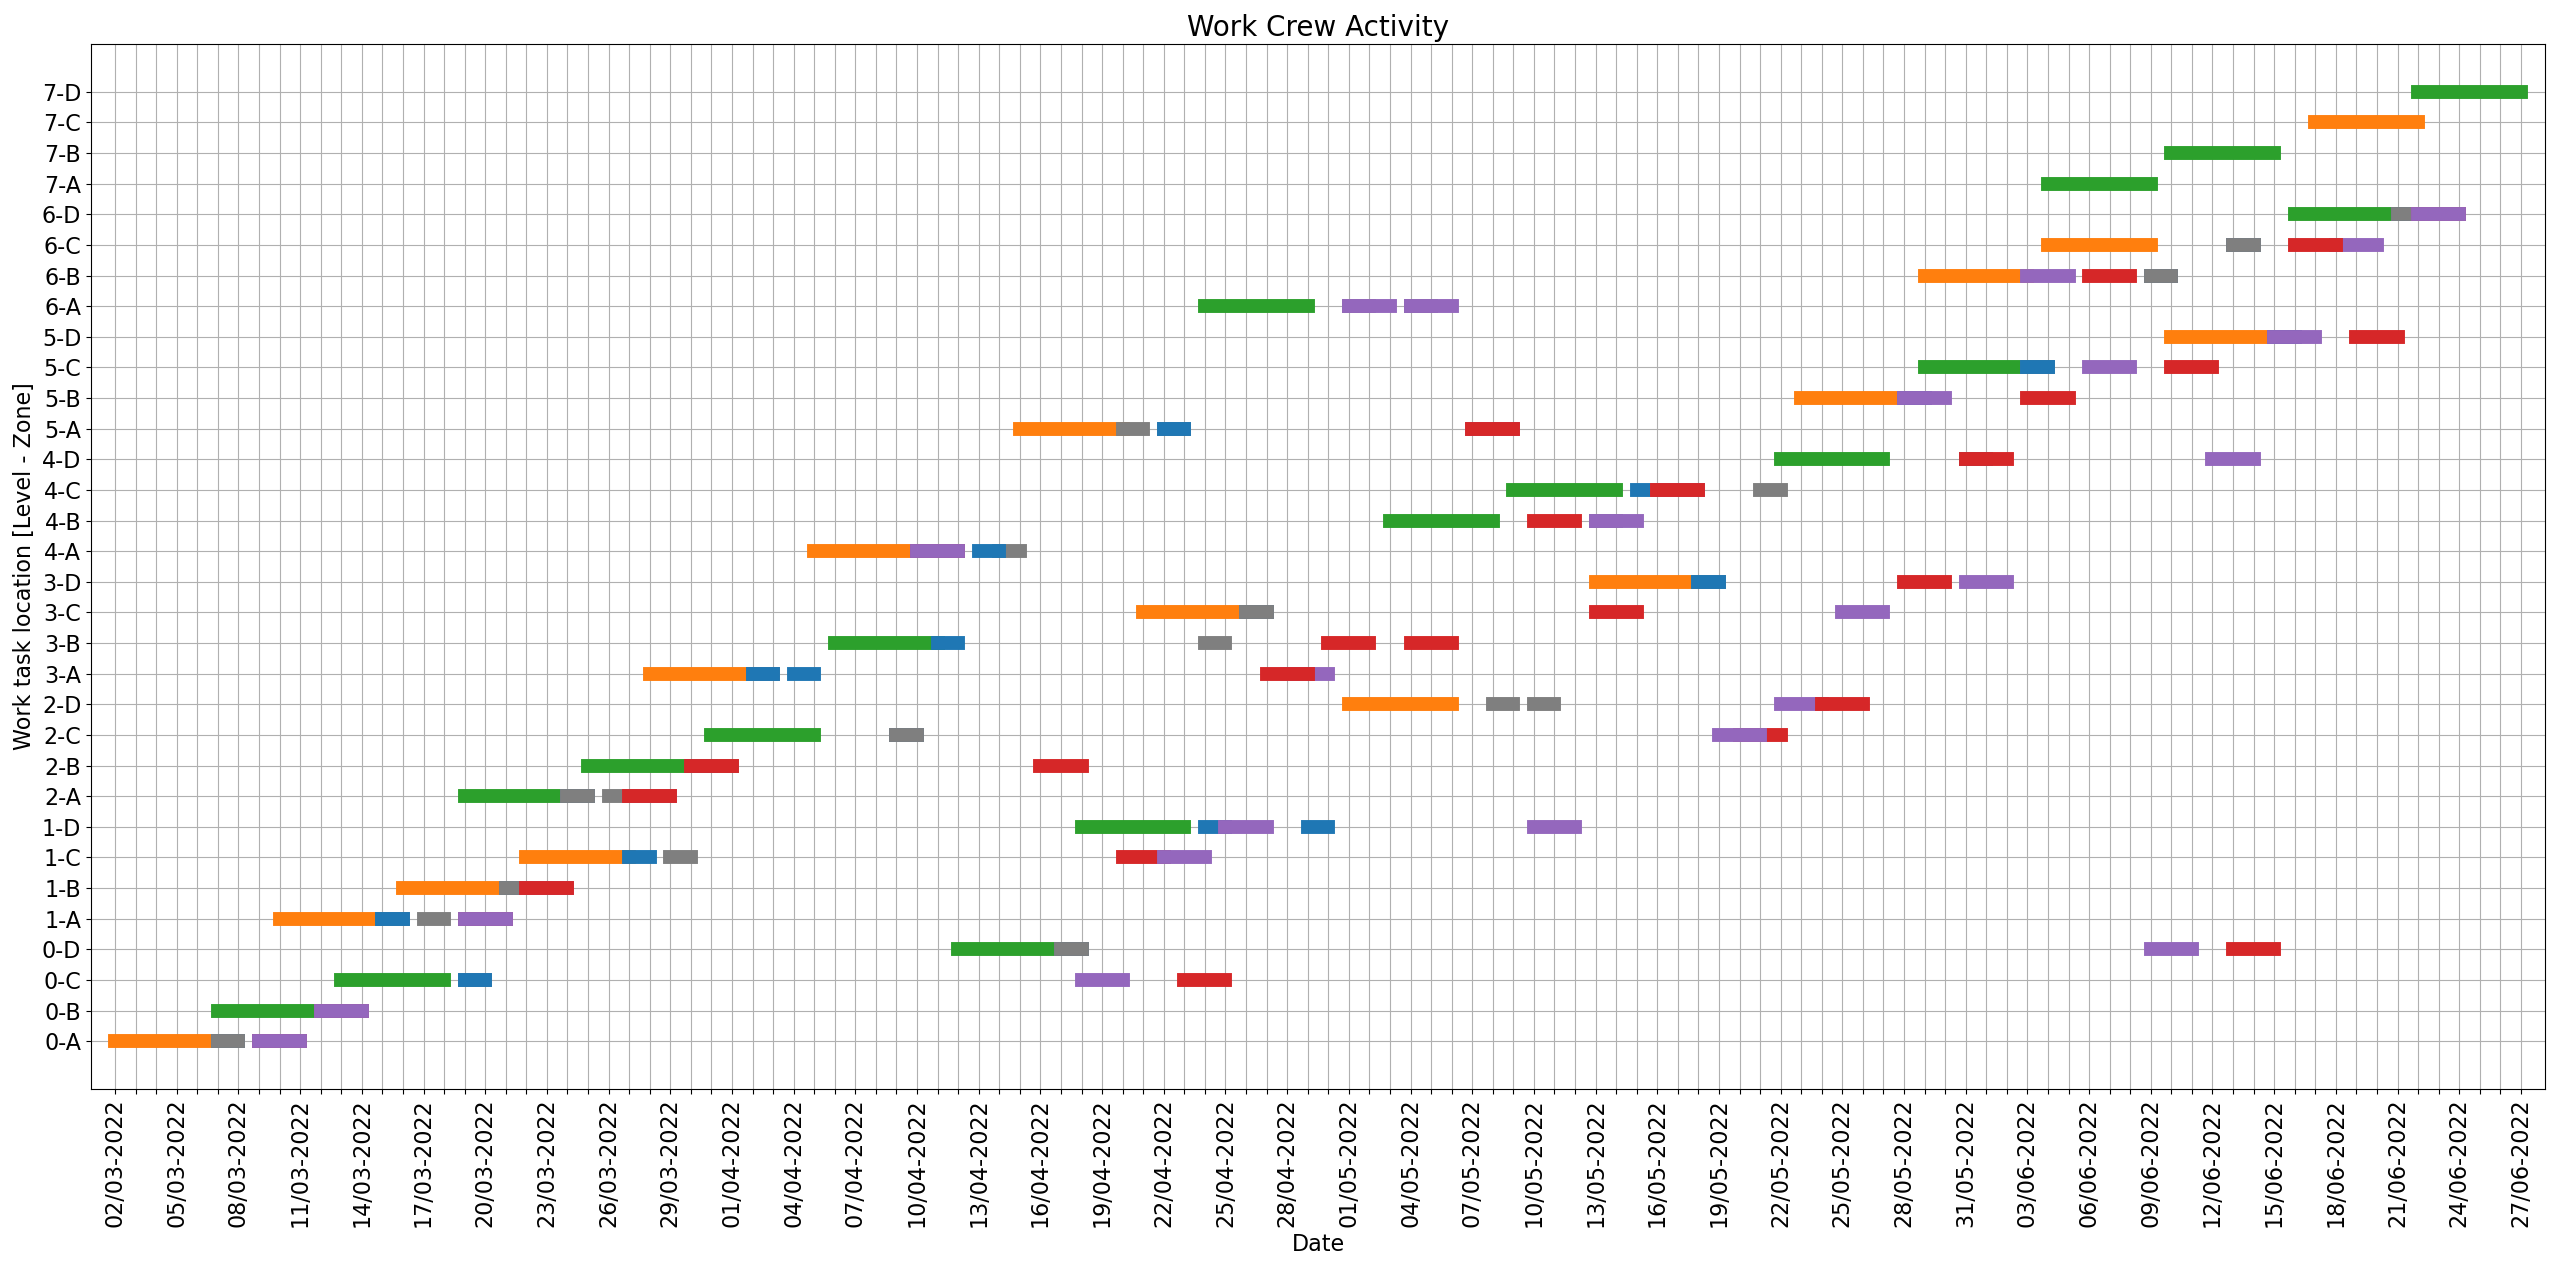 Work Crew Activity
Work task location [Level - Zone]
7-D
7-C
7-B
7-A
6-D
6-C
6-B
6-A
5-D
5-C
5-B
5-A
4-D
4-C
4-B
4-A
3-D
3-C
3-B
3-A
2-D
2-C
2-B
2-A
1-D
1-C
1-B
1-A
0-D
0-C
0-B
0-A
02/03-2022
05/03-2022
08/03-2022
11/03-2022
14/03-2022
17/03-2022
20/03-2022
23/03-2022
26/03-2022
29/03-2022
01/04-2022
04/04-2022
07/04-2022
10/04-2022
13/04-2022
16/04-2022
19/04-2022
22/04-2022
25/04-2022
28/04-2022
01/05-2022
04/05-2022
07/05-2022
10/05-2022
13/05-2022
16/05-2022
19/05-2022
22/05-2022
25/05-2022
28/05-2022
31/05-2022
03/06-2022
06/06-2022
09/06-2022
12/06-2022
15/06-2022
18/06-2022
21/06-2022
24/06-2022
27/06-2022
Date